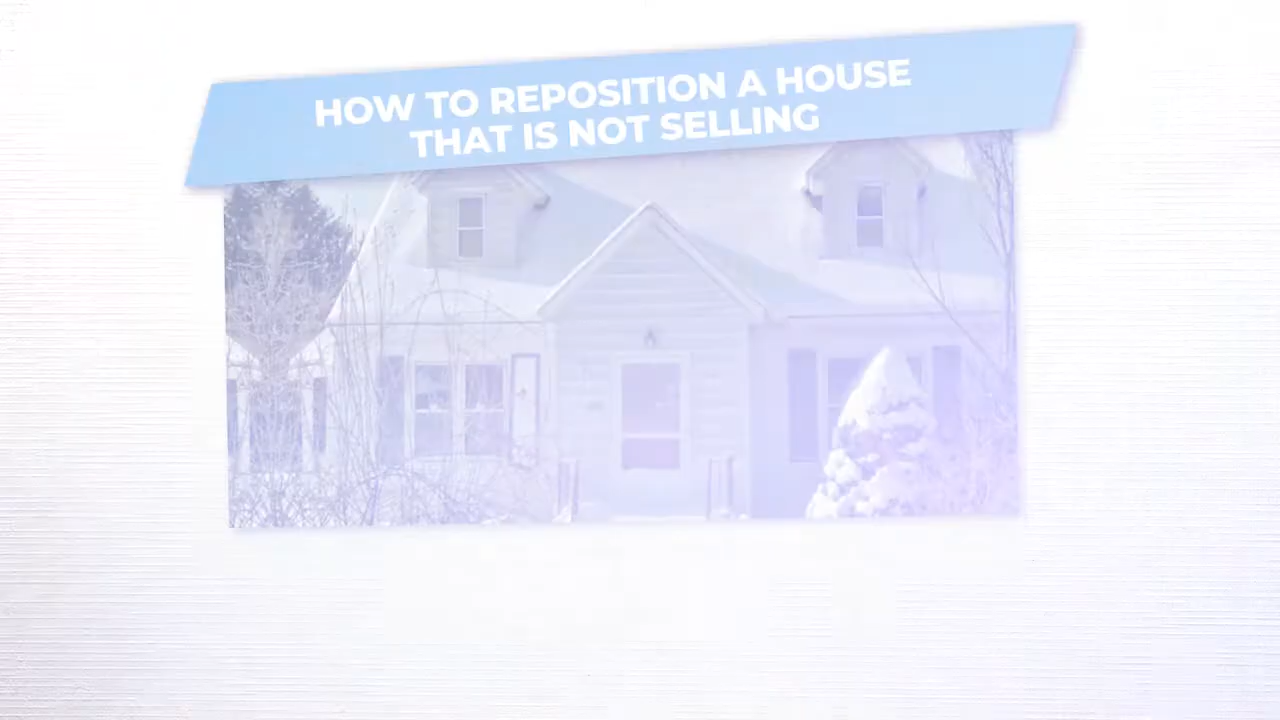 HOW TO REPOSITION A HOUSE
THAT IS NOT SELLING